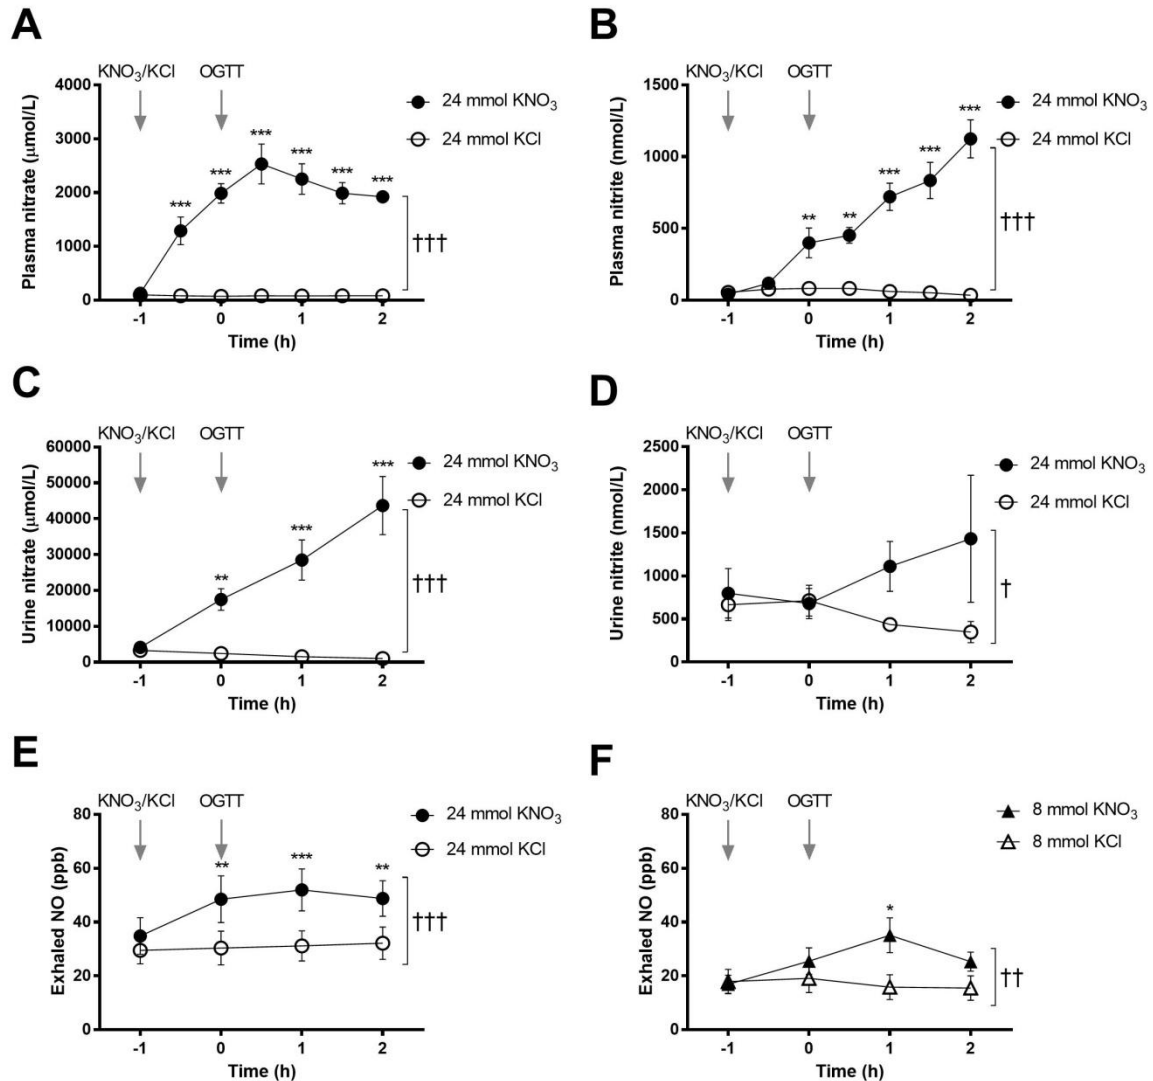 A
KNO₃/KCl OGTT
Plasma nitrate (μmol/L)
4000
3000
2000
1000
0
*** *** *** *** *** ***
†††
24 mmol KNO₃
24 mmol KCl
-1 0 1 2
Time (h)
B
KNO₃/KCl OGTT
Plasma nitrite (nmol/L)
1500
1000
500
0
** ** *** *** ***
†††
24 mmol KNO₃
24 mmol KCl
-1 0 1 2
Time (h)
C
KNO₃/KCl OGTT
Urine nitrate (μmol/L)
60000
50000
40000
30000
20000
10000
0
** *** ***
†††
24 mmol KNO₃
24 mmol KCl
-1 0 1 2
Time (h)
D
KNO₃/KCl OGTT
Urine nitrite (nmol/L)
2500
2000
1500
1000
500
0
†
24 mmol KNO₃
24 mmol KCl
-1 0 1 2
Time (h)
E
KNO₃/KCl OGTT
Exhaled NO (ppb)
80
60
40
20
0
** *** **
†††
24 mmol KNO₃
24 mmol KCl
-1 0 1 2
Time (h)
F
KNO₃/KCl OGTT
Exhaled NO (ppb)
80
60
40
20
0
*
††
8 mmol KNO₃
8 mmol KCl
-1 0 1 2
Time (h)